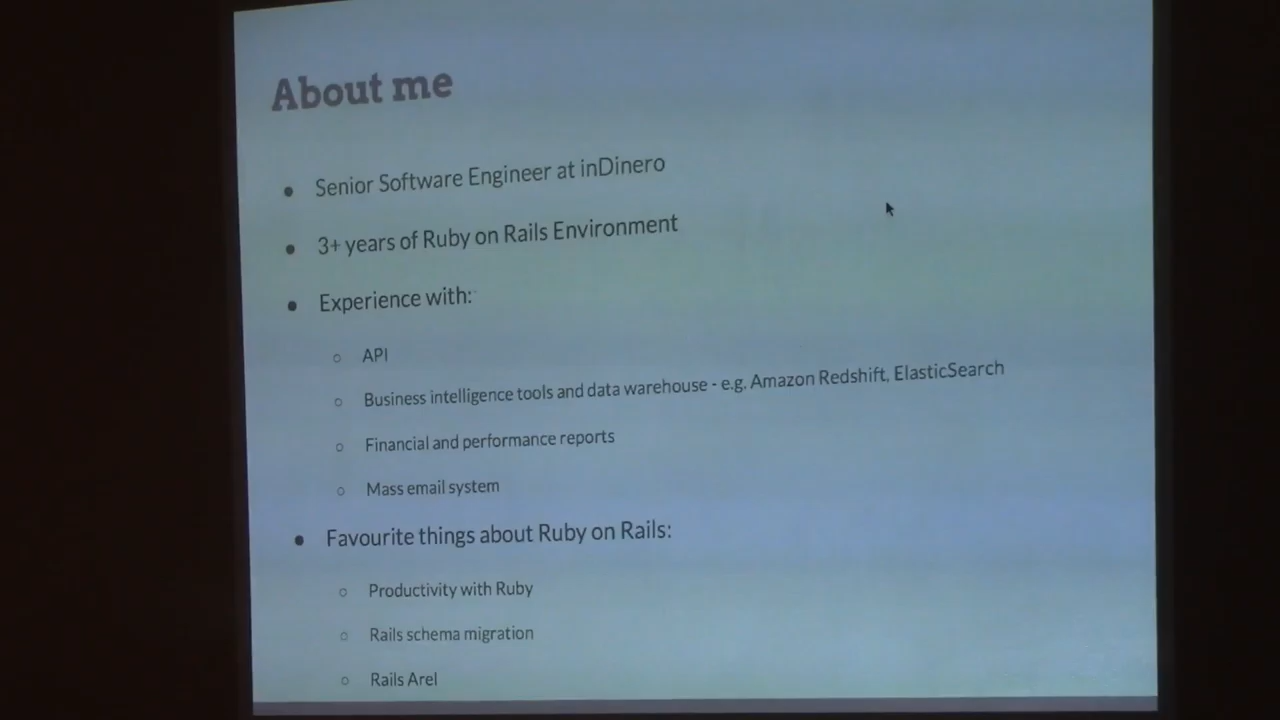 About me
Senior Software Engineer at inDinero
3+ years of Ruby on Rails Environment
Experience with:
API
Business intelligence tools and data warehouse - e.g. Amazon Redshift, ElasticSearch
Financial and performance reports
Mass email system
Favourite things about Ruby on Rails:
Productivity with Ruby
Rails schema migration
Rails Arel